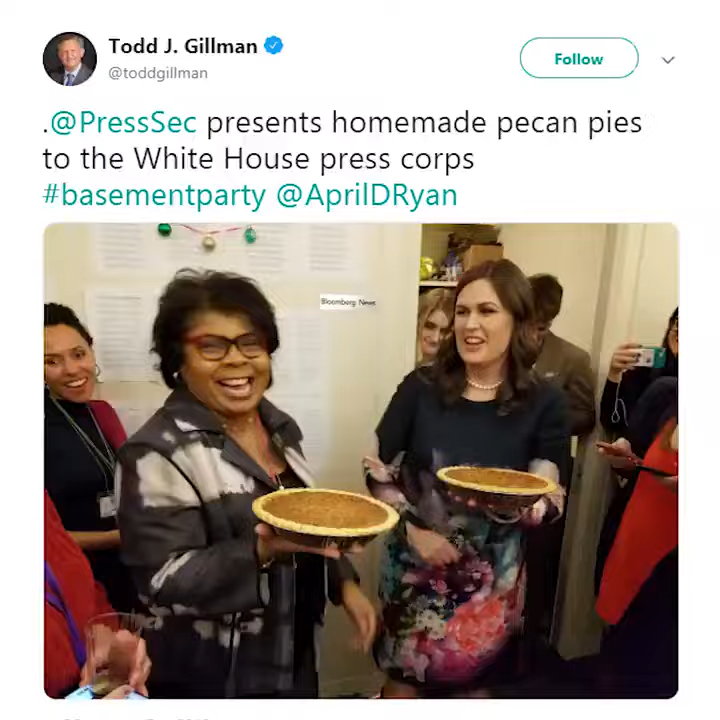 Todd J. Gillman
@toddgillman
Follow
.@PressSec presents homemade pecan pies
to the White House press corps
#basementparty @AprilDRyan
Bloomberg News